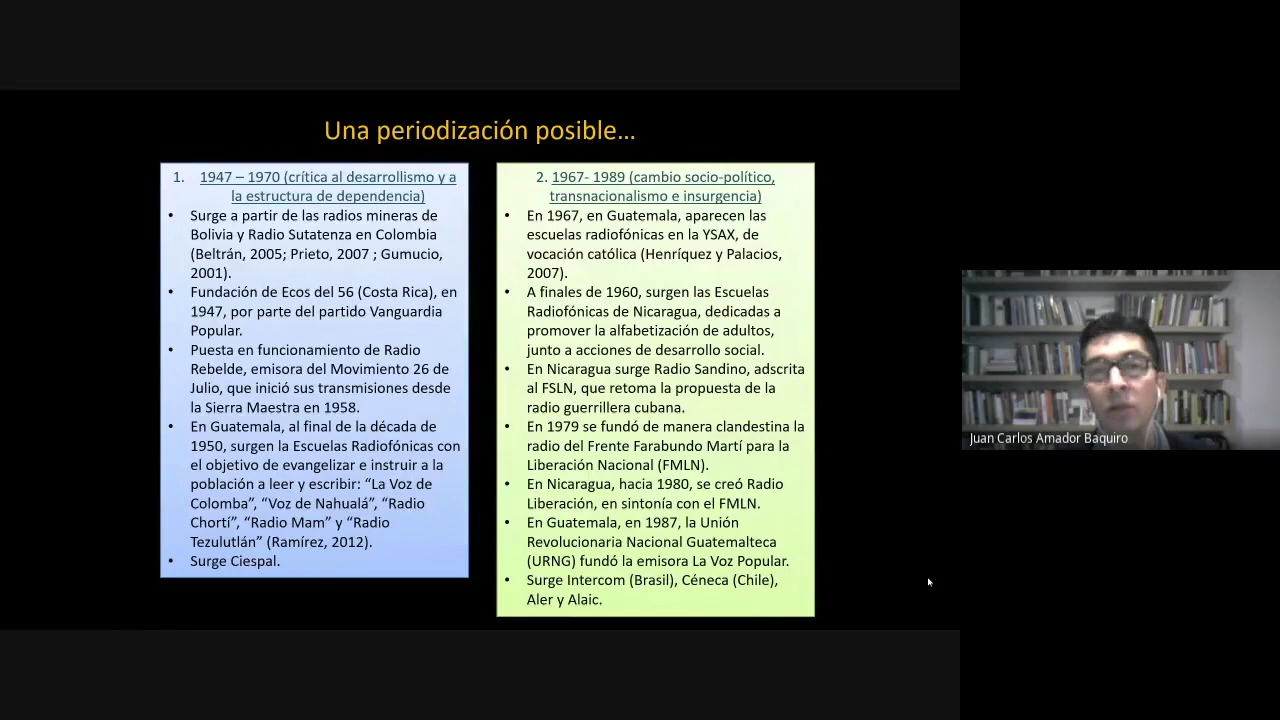 Una periodización posible...
1. 1947 – 1970 (crítica al desarrollismo y a
la estructura de dependencia)
• Surge a partir de las radios mineras de
Bolivia y Radio Sutatenza en Colombia
(Beltrán, 2005; Prieto, 2007 ; Gumucio,
2001).
• Fundación de Ecos del 56 (Costa Rica), en
1947, por parte del partido Vanguardia
Popular.
• Puesta en funcionamiento de Radio
Rebelde, emisora del Movimiento 26 de
Julio, que inició sus transmisiones desde
la Sierra Maestra en 1958.
• En Guatemala, al final de la década de
1950, surgen la Escuelas Radiofónicas con
el objetivo de evangelizar e instruir a la
población a leer y escribir: “La Voz de
Colomba”, “Voz de Nahualá”, “Radio
Chortí”, “Radio Mam” y “Radio
Tezulutlán” (Ramírez, 2012).
• Surge Ciespal.
2. 1967- 1989 (cambio socio-político,
transnacionalismo e insurgencia)
• En 1967, en Guatemala, aparecen las
escuelas radiofónicas en la YSAX, de
vocación católica (Henríquez y Palacios,
2007).
• A finales de 1960, surgen las Escuelas
Radiofónicas de Nicaragua, dedicadas a
promover la alfabetización de adultos,
junto a acciones de desarrollo social.
• En Nicaragua surge Radio Sandino, adscrita
al FSLN, que retoma la propuesta de la
radio guerrillera cubana.
• En 1979 se fundó de manera clandestina la
radio del Frente Farabundo Martí para la
Liberación Nacional (FMLN).
• En Nicaragua, hacia 1980, se creó Radio
Liberación, en sintonía con el FMLN.
• En Guatemala, en 1987, la Unión
Revolucionaria Nacional Guatemalteca
(URNG) fundó la emisora La Voz Popular.
• Surge Intercom (Brasil), Céneca (Chile),
Aler y Alaic.
Juan Carlos Amador Baquiro